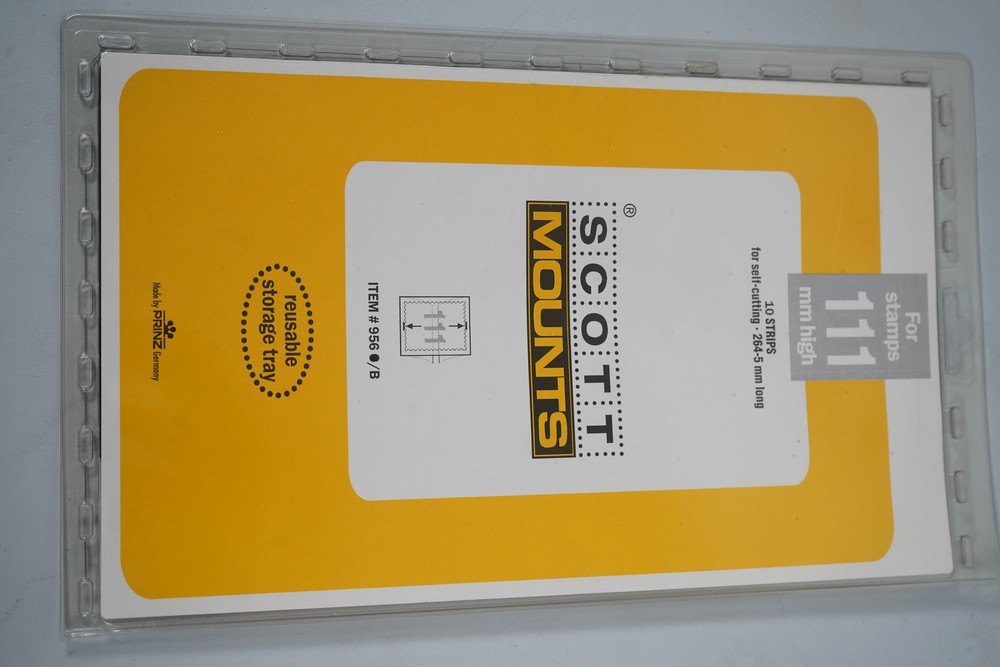 For
stamps
111
mm high
10 STRIPS
for self-cutting · 264-5 mm long
SCOTT®
MOUNTS
111
ITEM # 956 ● /B
reusable
storage tray
Made by PRINZ Germany